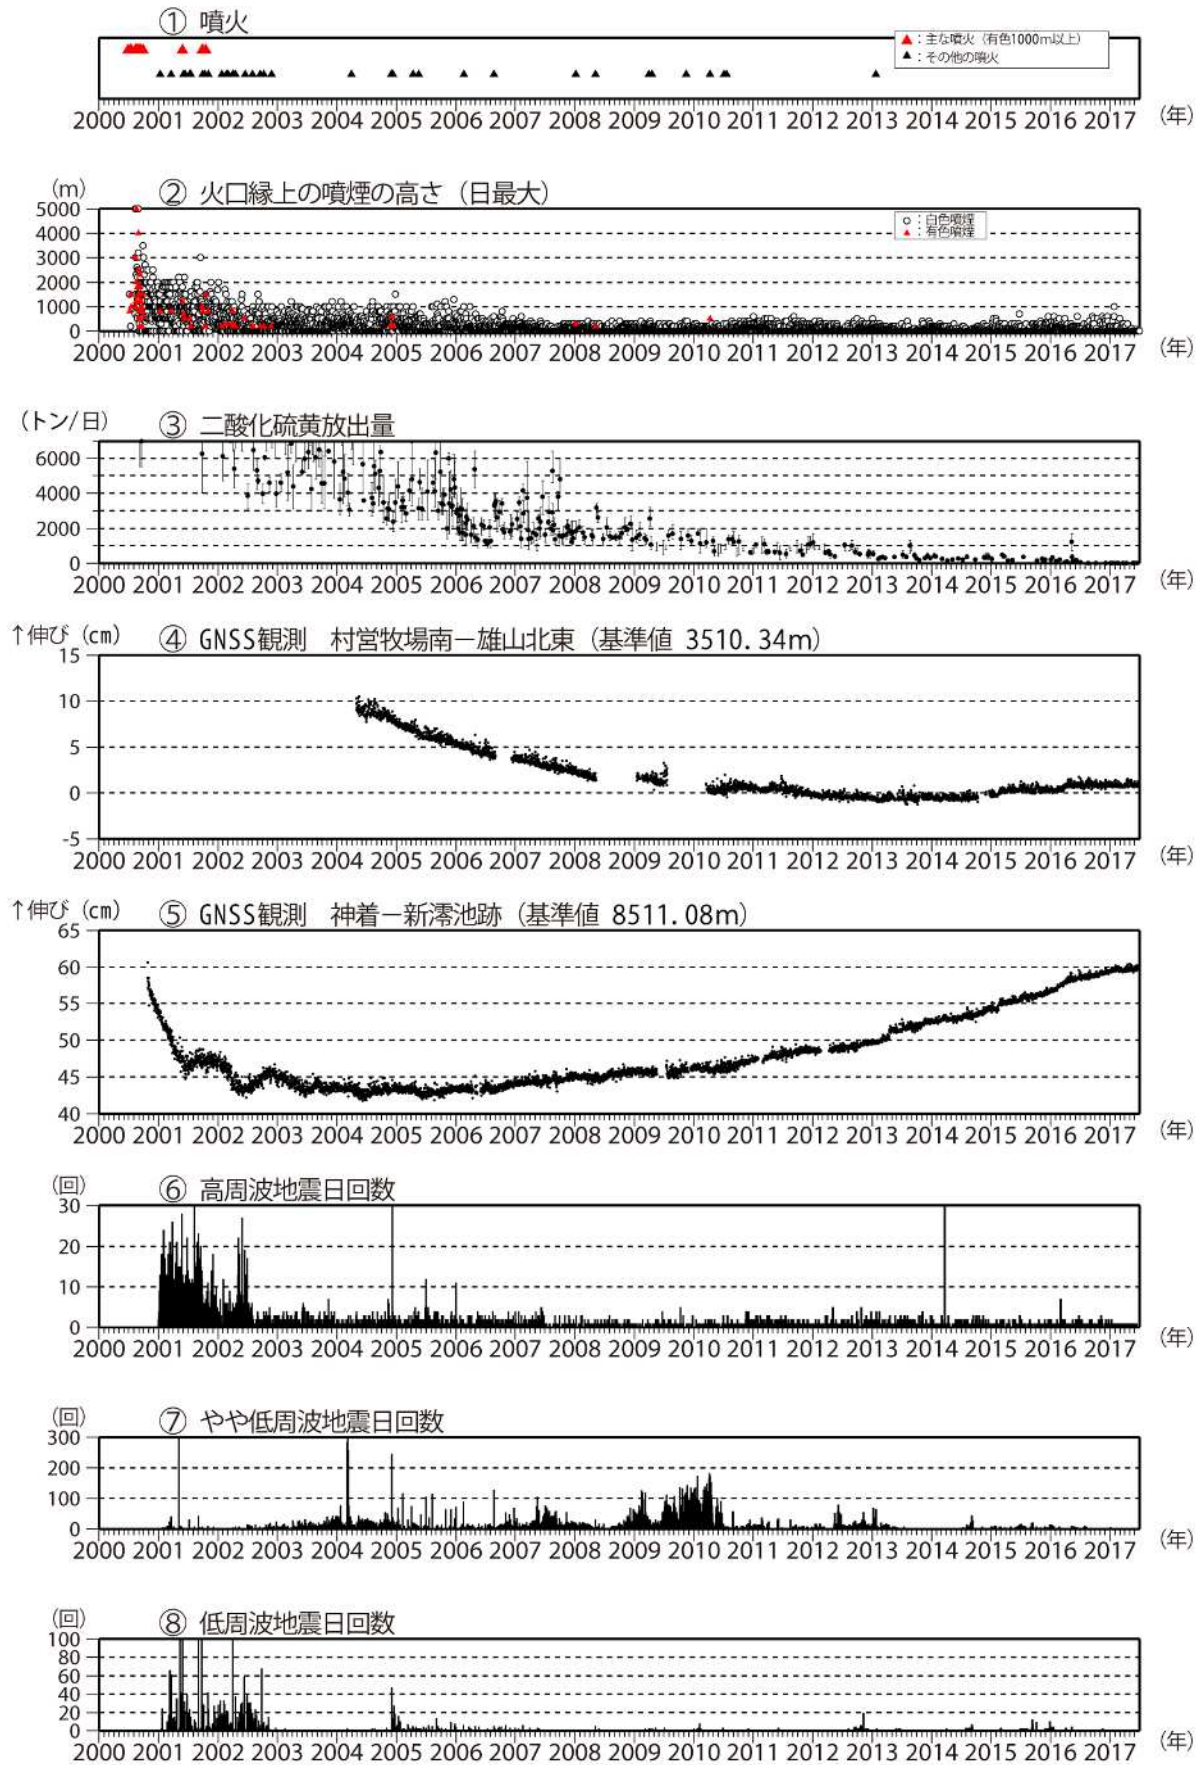 ① 噴火
▲：主な噴火（有色1000m以上）
▲：その他の噴火
2000 2001 2002 2003 2004 2005 2006 2007 2008 2009 2010 2011 2012 2013 2014 2015 2016 2017 (年)
(m) ② 火口縁上の噴煙の高さ（日最大）
5000
○：白色噴煙
▲：有色噴煙
4000
3000
2000
1000
0
2000 2001 2002 2003 2004 2005 2006 2007 2008 2009 2010 2011 2012 2013 2014 2015 2016 2017 (年)
(トン/日) ③ 二酸化硫黄放出量
6000
4000
2000
0
2000 2001 2002 2003 2004 2005 2006 2007 2008 2009 2010 2011 2012 2013 2014 2015 2016 2017 (年)
↑伸び (cm) ④ GNSS観測 村営牧場南－雄山北東（基準値 3510.34m）
15
10
5
0
-5
2000 2001 2002 2003 2004 2005 2006 2007 2008 2009 2010 2011 2012 2013 2014 2015 2016 2017 (年)
↑伸び (cm) ⑤ GNSS観測 神着－新澪池跡（基準値 8511.08m）
65
60
55
50
45
40
2000 2001 2002 2003 2004 2005 2006 2007 2008 2009 2010 2011 2012 2013 2014 2015 2016 2017 (年)
(回) ⑥ 高周波地震日回数
30
20
10
0
2000 2001 2002 2003 2004 2005 2006 2007 2008 2009 2010 2011 2012 2013 2014 2015 2016 2017 (年)
(回) ⑦ やや低周波地震日回数
300
200
100
0
2000 2001 2002 2003 2004 2005 2006 2007 2008 2009 2010 2011 2012 2013 2014 2015 2016 2017 (年)
(回) ⑧ 低周波地震日回数
100
80
60
40
20
0
2000 2001 2002 2003 2004 2005 2006 2007 2008 2009 2010 2011 2012 2013 2014 2015 2016 2017 (年)